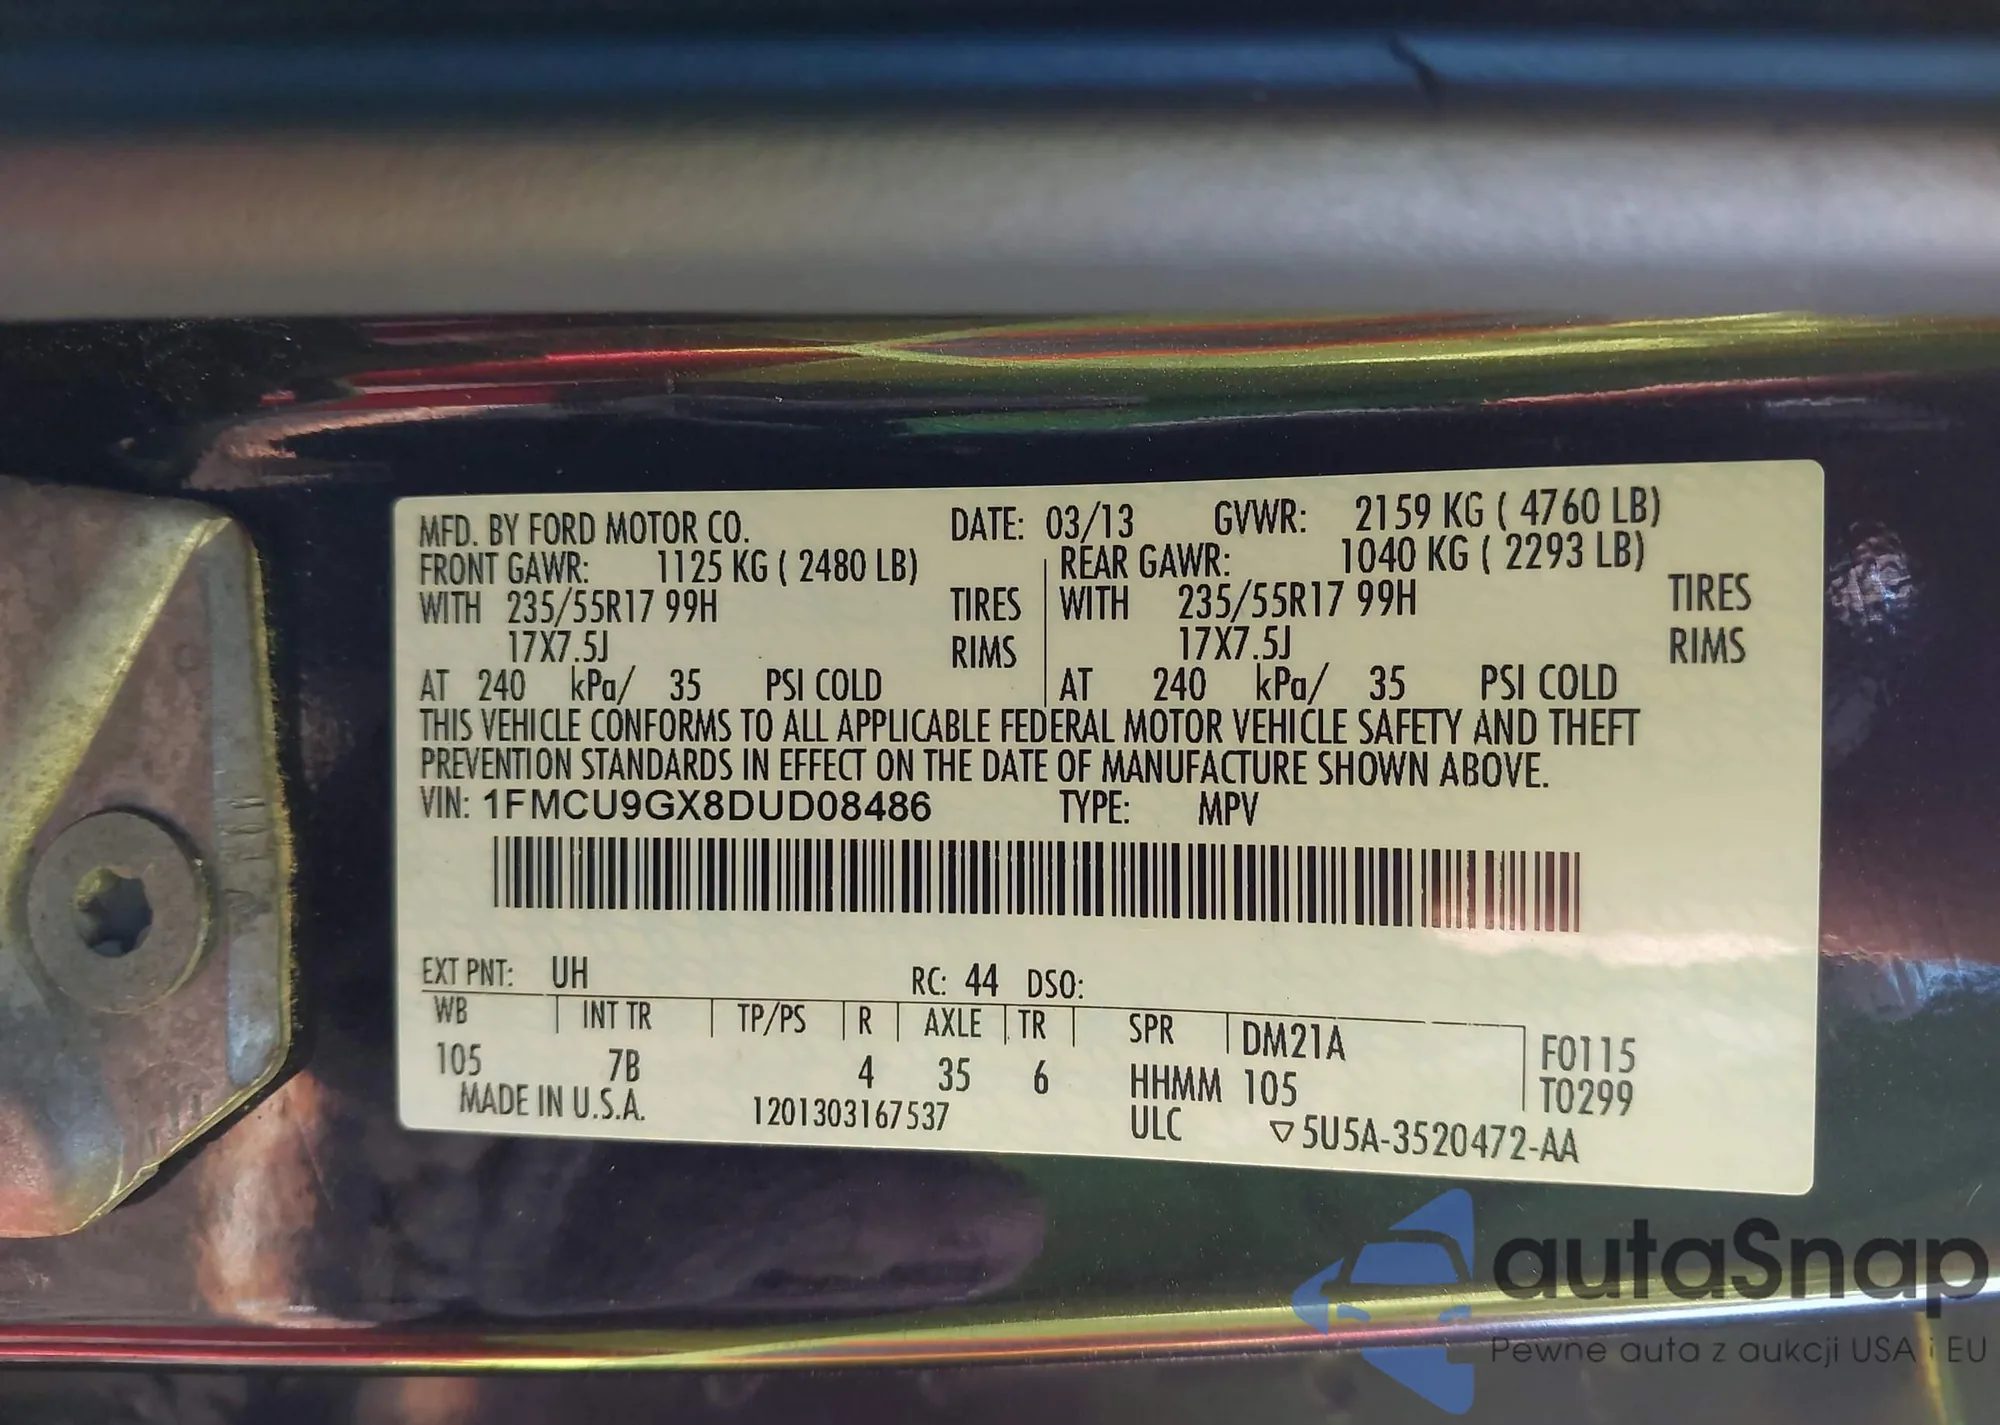 MFD. BY FORD MOTOR CO. DATE: 03/13 GVWR: 2159 KG ( 4760 LB)
FRONT GAWR: 1125 KG ( 2480 LB) REAR GAWR: 1040 KG ( 2293 LB)
WITH 235/55R17 99H TIRES WITH 235/55R17 99H TIRES
17X7.5J RIMS 17X7.5J RIMS
AT 240 kPa/ 35 PSI COLD AT 240 kPa/ 35 PSI COLD
THIS VEHICLE CONFORMS TO ALL APPLICABLE FEDERAL MOTOR VEHICLE SAFETY AND THEFT
PREVENTION STANDARDS IN EFFECT ON THE DATE OF MANUFACTURE SHOWN ABOVE.
VIN: 1FMCU9GX8DUD08486 TYPE: MPV
EXT PNT: UH RC: 44 DSO:
WB INT TR TP/PS R AXLE TR SPR DM21A F0115
105 7B 4 35 6 HHMM 105 T0299
MADE IN U.S.A. 1201303167537 ULC ▽5U5A-3520472-AA
autaSnap
Pewne auta z aukcji USA i EU